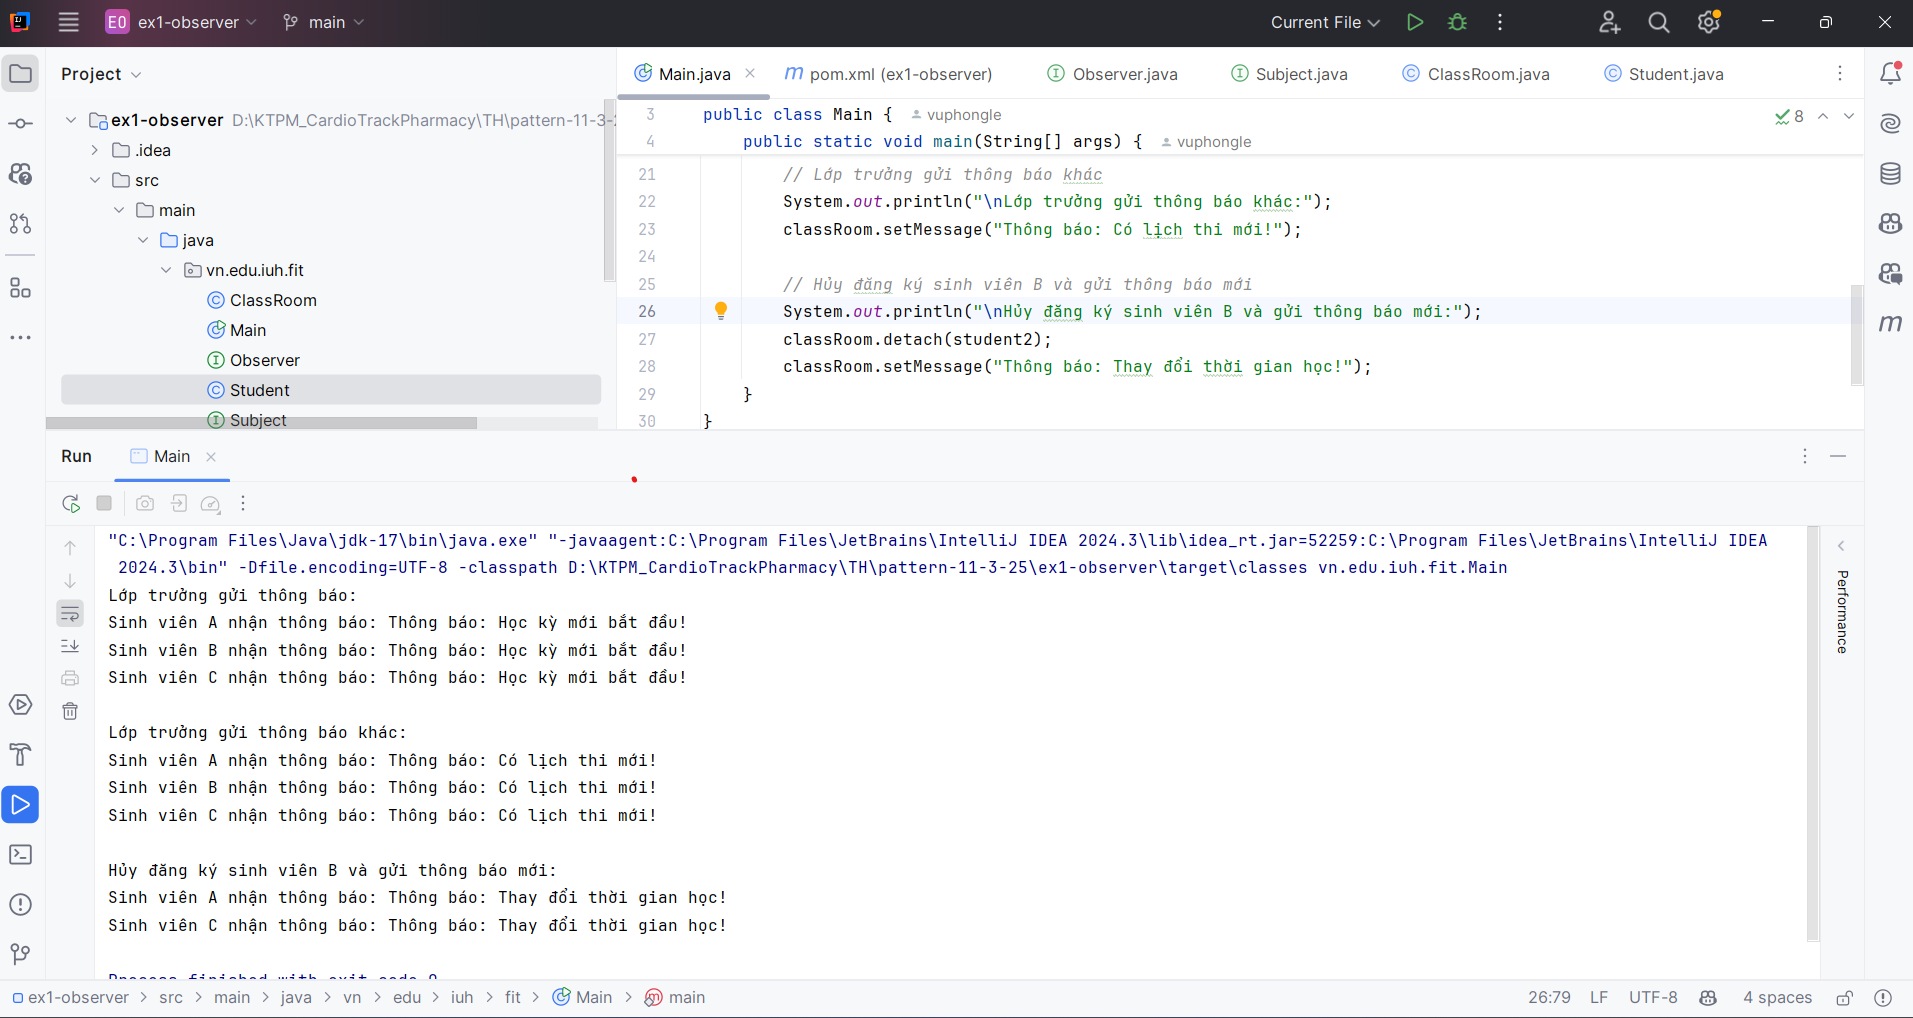 EO ex1-observer main Current File
Project
Main.java pom.xml (ex1-observer) Observer.java Subject.java ClassRoom.java Student.java
ex1-observer D:\KTPM_CardioTrackPharmacy\TH\pattern-11-3-2
.idea
src
main
java
vn.edu.iuh.fit
ClassRoom
Main
Observer
Student
Subject
3 public class Main { vuphongle
8
4 public static void main(String[] args) { vuphongle
21 // Lớp trưởng gửi thông báo khác
22 System.out.println("\nLớp trưởng gửi thông báo khác:");
23 classRoom.setMessage("Thông báo: Có lịch thi mới!");
24
25 // Hủy đăng ký sinh viên B và gửi thông báo mới
26 System.out.println("\nHủy đăng ký sinh viên B và gửi thông báo mới:");
27 classRoom.detach(student2);
28 classRoom.setMessage("Thông báo: Thay đổi thời gian học!");
29 }
30 }
Run Main
"C:\Program Files\Java\jdk-17\bin\java.exe" "-javaagent:C:\Program Files\JetBrains\IntelliJ IDEA 2024.3\lib\idea_rt.jar=52259:C:\Program Files\JetBrains\IntelliJ IDEA
2024.3\bin" -Dfile.encoding=UTF-8 -classpath D:\KTPM_CardioTrackPharmacy\TH\pattern-11-3-25\ex1-observer\target\classes vn.edu.iuh.fit.Main
Lớp trưởng gửi thông báo:
Sinh viên A nhận thông báo: Thông báo: Học kỳ mới bắt đầu!
Sinh viên B nhận thông báo: Thông báo: Học kỳ mới bắt đầu!
Sinh viên C nhận thông báo: Thông báo: Học kỳ mới bắt đầu!
Lớp trưởng gửi thông báo khác:
Sinh viên A nhận thông báo: Thông báo: Có lịch thi mới!
Sinh viên B nhận thông báo: Thông báo: Có lịch thi mới!
Sinh viên C nhận thông báo: Thông báo: Có lịch thi mới!
Hủy đăng ký sinh viên B và gửi thông báo mới:
Sinh viên A nhận thông báo: Thông báo: Thay đổi thời gian học!
Sinh viên C nhận thông báo: Thông báo: Thay đổi thời gian học!
Process finished with exit code 0
Performance
ex1-observer > src > main > java > vn > edu > iuh > fit > Main > main 26:79 LF UTF-8 4 spaces